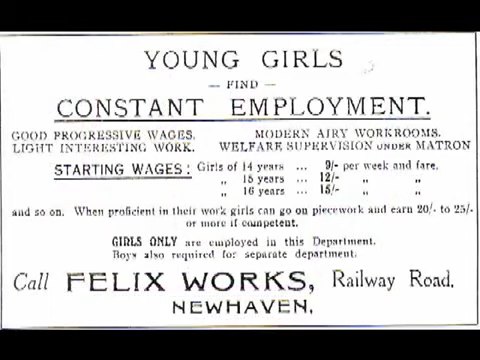 YOUNG GIRLS
— FIND —
CONSTANT EMPLOYMENT.
GOOD PROGRESSIVE WAGES. MODERN AIRY WORKROOMS.
LIGHT INTERESTING WORK. WELFARE SUPERVISION UNDER MATRON
STARTING WAGES: Girls of 14 years ... 9/- per week and fare.
„ 15 years ... 12/- „ „
„ 16 years ... 15/- „ „
and so on. When proficient in their work girls can go on piecework and earn 20/- to 25/-
or more if competent.
GIRLS ONLY are employed in this Department.
Boys also required for separate department.
Call FELIX WORKS, Railway Road,
NEWHAVEN.